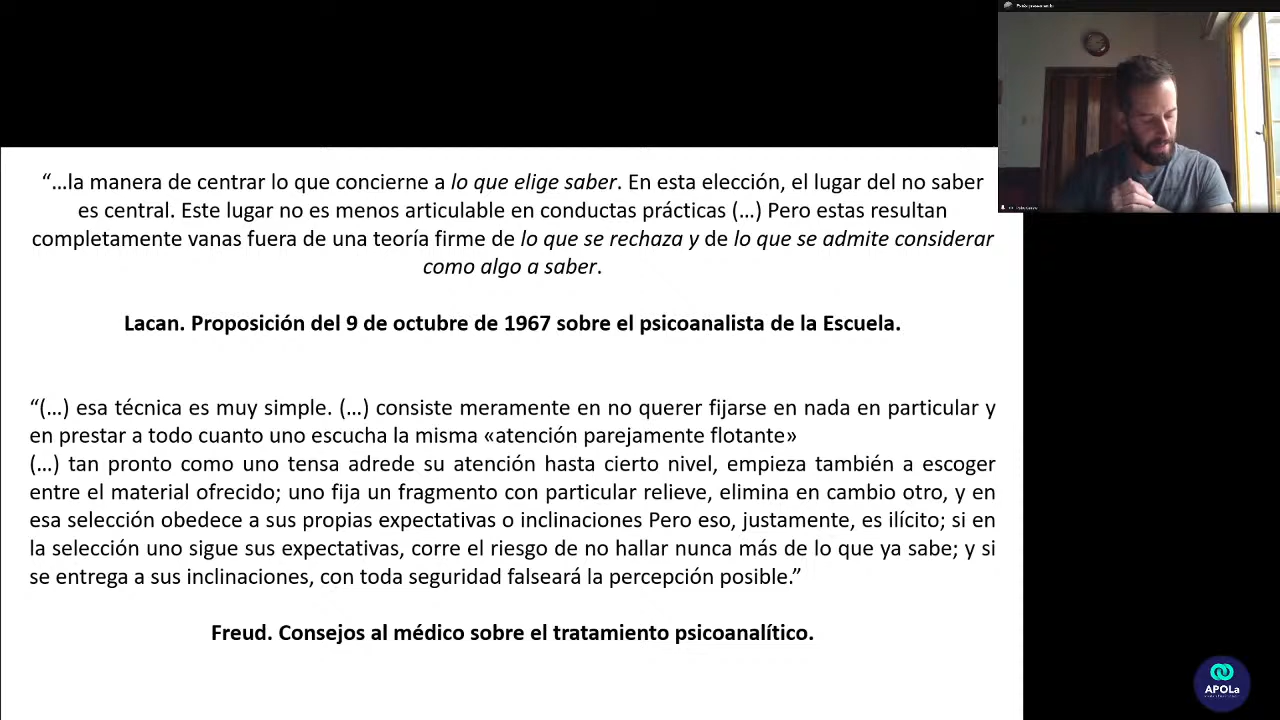 “…la manera de centrar lo que concierne a lo que elige saber. En esta elección, el lugar del no saber
es central. Este lugar no es menos articulable en conductas prácticas (…) Pero estas resultan
completamente vanas fuera de una teoría firme de lo que se rechaza y de lo que se admite considerar
como algo a saber.
Lacan. Proposición del 9 de octubre de 1967 sobre el psicoanalista de la Escuela.
“(…) esa técnica es muy simple. (…) consiste meramente en no querer fijarse en nada en particular y
en prestar a todo cuanto uno escucha la misma «atención parejamente flotante»
(…) tan pronto como uno tensa adrede su atención hasta cierto nivel, empieza también a escoger
entre el material ofrecido; uno fija un fragmento con particular relieve, elimina en cambio otro, y en
esa selección obedece a sus propias expectativas o inclinaciones Pero eso, justamente, es ilícito; si en
la selección uno sigue sus expectativas, corre el riesgo de no hallar nunca más de lo que ya sabe; y si
se entrega a sus inclinaciones, con toda seguridad falseará la percepción posible.”
Freud. Consejos al médico sobre el tratamiento psicoanalítico.
APOLa